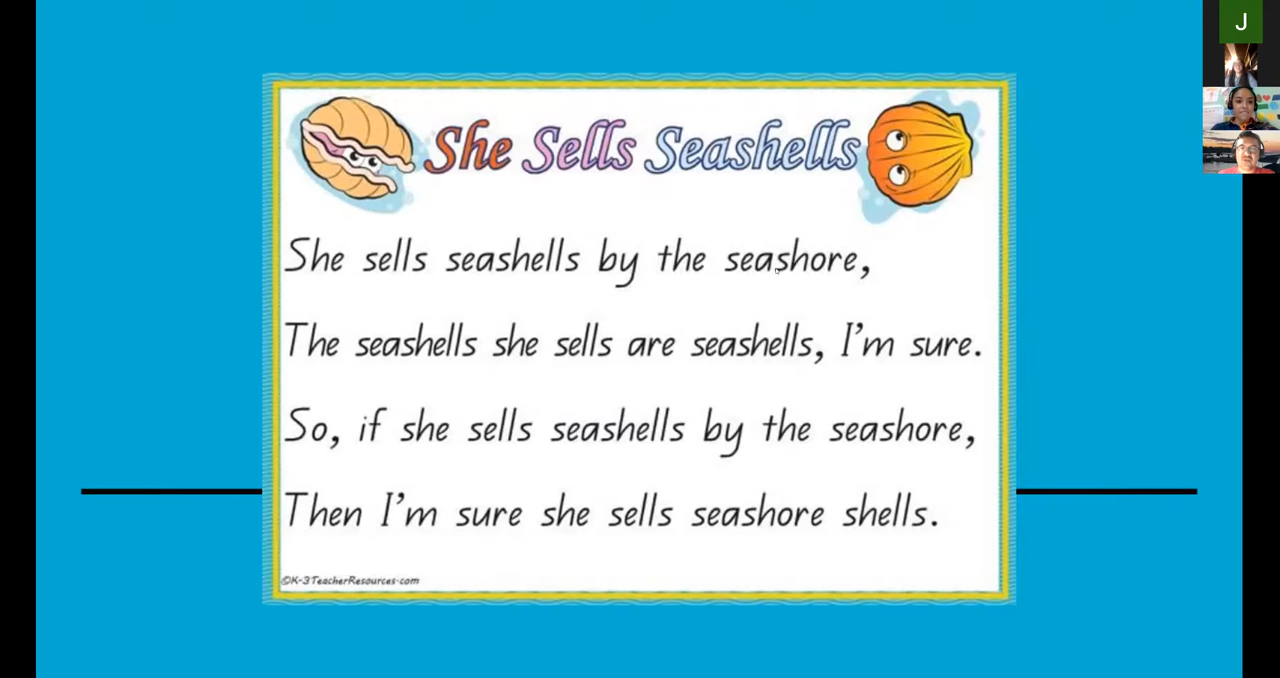 J
She Sells Seashells
She sells seashells by the seashore,
The seashells she sells are seashells, I'm sure.
So, if she sells seashells by the seashore,
Then I'm sure she sells seashore shells.
©K-3TeacherResources.com